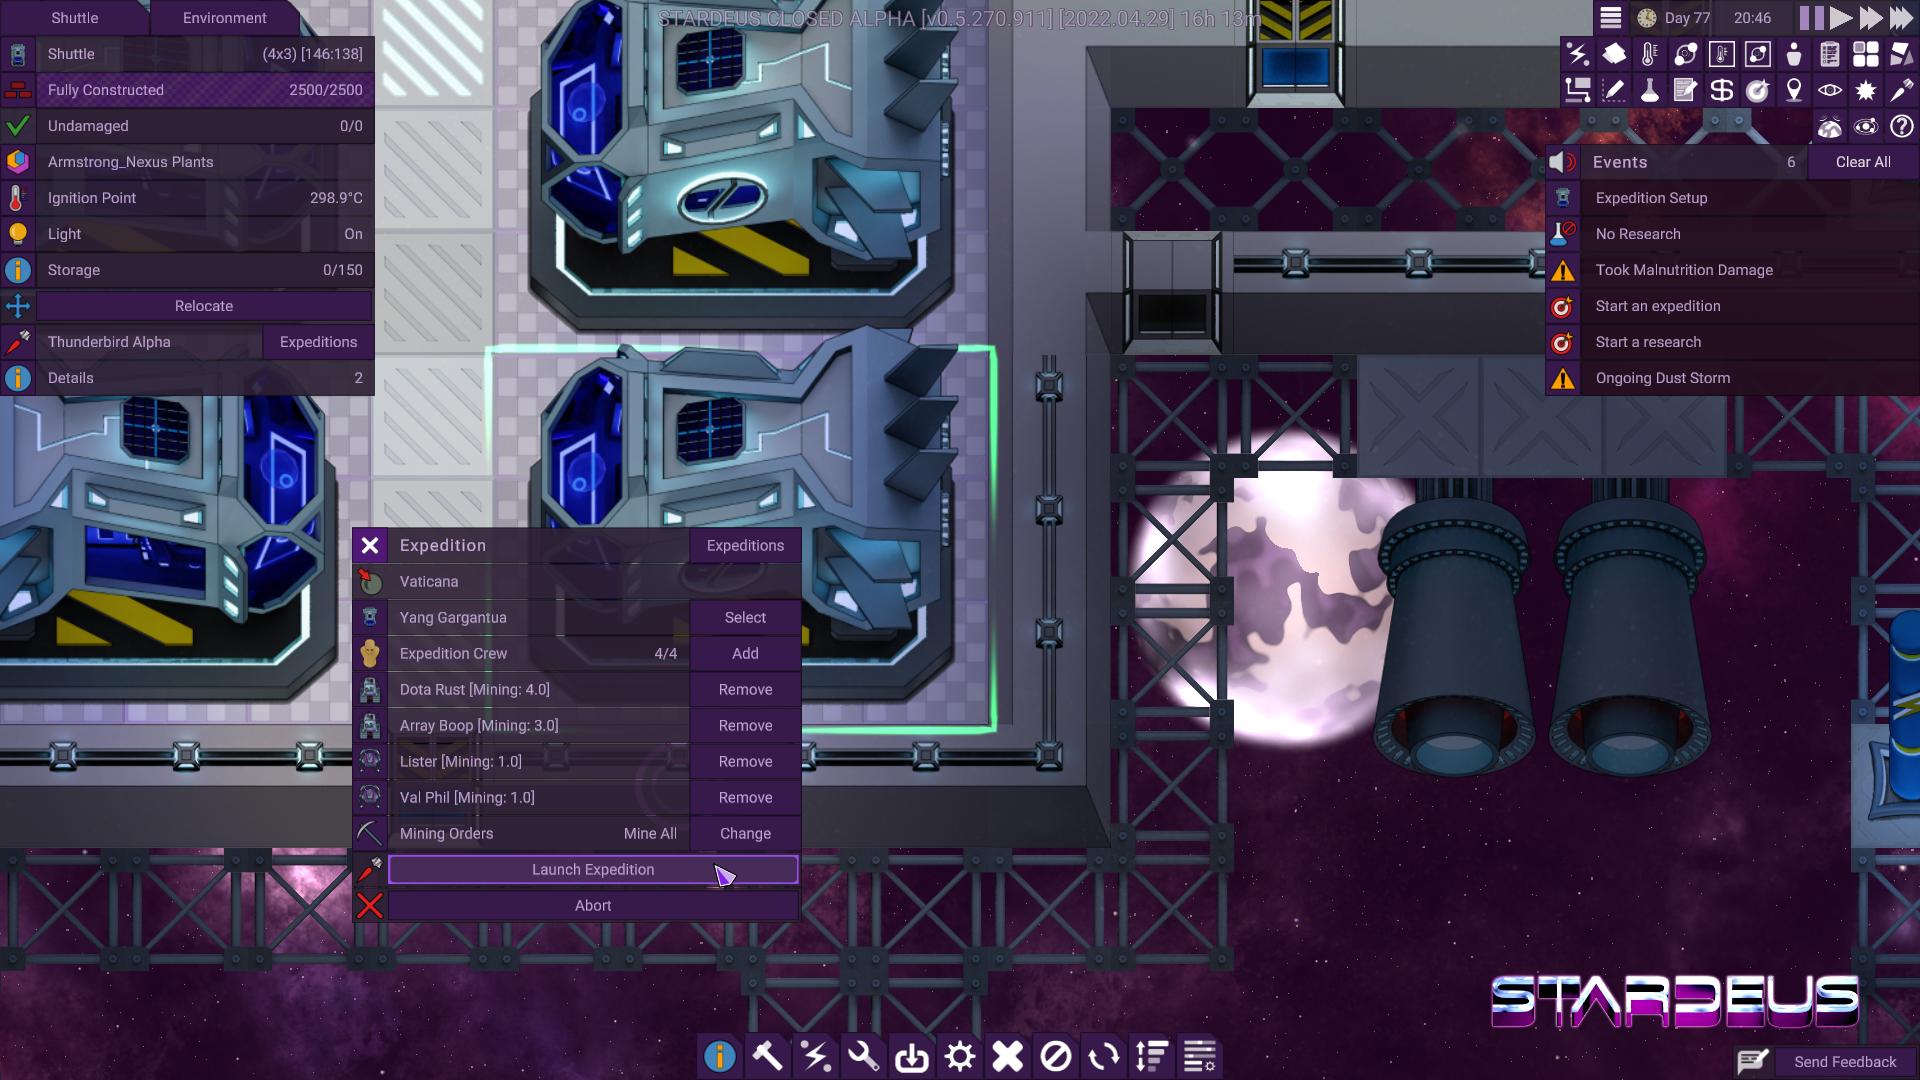 STARDEUS CLOSED ALPHA [v0.5.270.911] [2022.04.29] 16h 13m
Shuttle
Environment
Shuttle (4x3) [146:138]
Fully Constructed 2500/2500
Undamaged 0/0
Armstrong_Nexus Plants
Ignition Point 298.9°C
Light On
Storage 0/150
Relocate
Thunderbird Alpha Expeditions
Details 2
Day 77 20:46
Events 6 Clear All
Expedition Setup
No Research
Took Malnutrition Damage
Start an expedition
Start a research
Ongoing Dust Storm
Expedition Expeditions
Vaticana
Yang Gargantua Select
Expedition Crew 4/4 Add
Dota Rust [Mining: 4.0] Remove
Array Boop [Mining: 3.0] Remove
Lister [Mining: 1.0] Remove
Val Phil [Mining: 1.0] Remove
Mining Orders Mine All Change
Launch Expedition
Abort
STARDEUS
Send Feedback